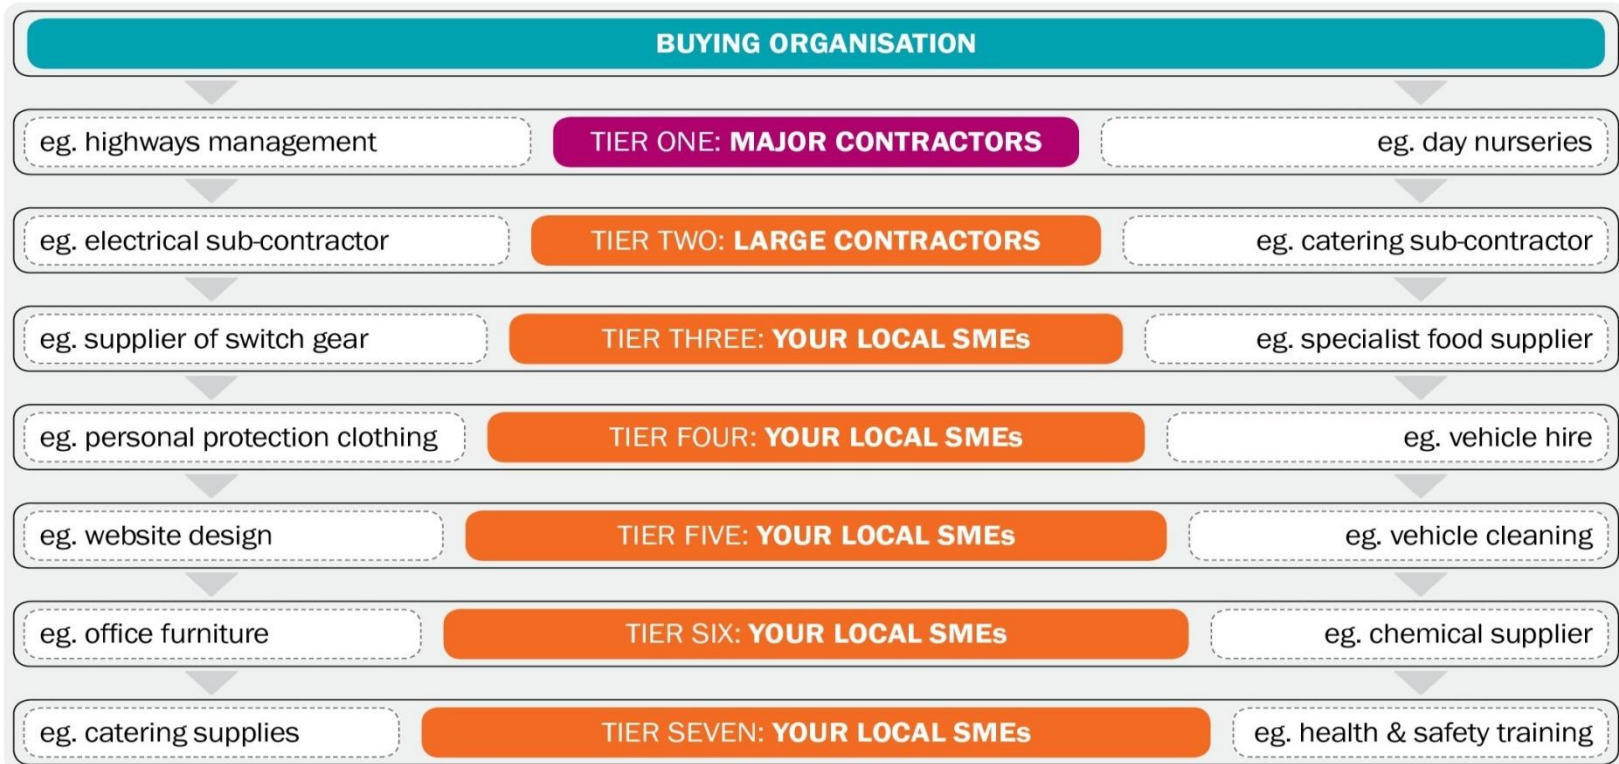 BUYING ORGANISATION
eg. highways management
TIER ONE: MAJOR CONTRACTORS
eg. day nurseries
eg. electrical sub-contractor
TIER TWO: LARGE CONTRACTORS
eg. catering sub-contractor
eg. supplier of switch gear
TIER THREE: YOUR LOCAL SMEs
eg. specialist food supplier
eg. personal protection clothing
TIER FOUR: YOUR LOCAL SMEs
eg. vehicle hire
eg. website design
TIER FIVE: YOUR LOCAL SMEs
eg. vehicle cleaning
eg. office furniture
TIER SIX: YOUR LOCAL SMEs
eg. chemical supplier
eg. catering supplies
TIER SEVEN: YOUR LOCAL SMEs
eg. health & safety training